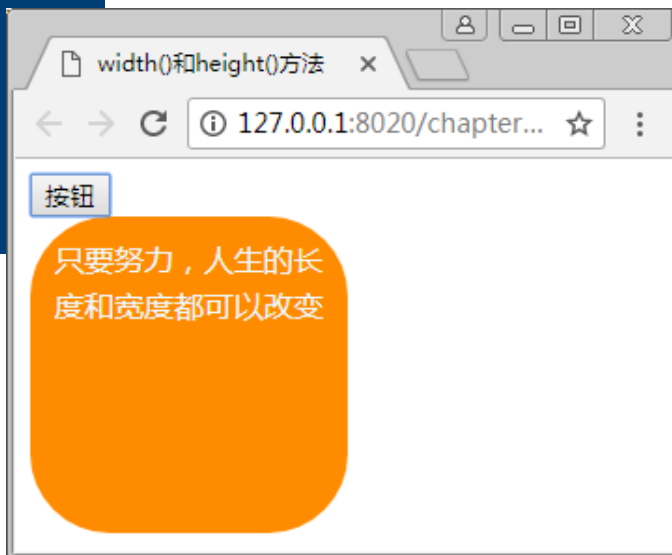 width()和height()方法
127.0.0.1:8020/chapter...
按钮
只要努力，人生的长
度和宽度都可以改变